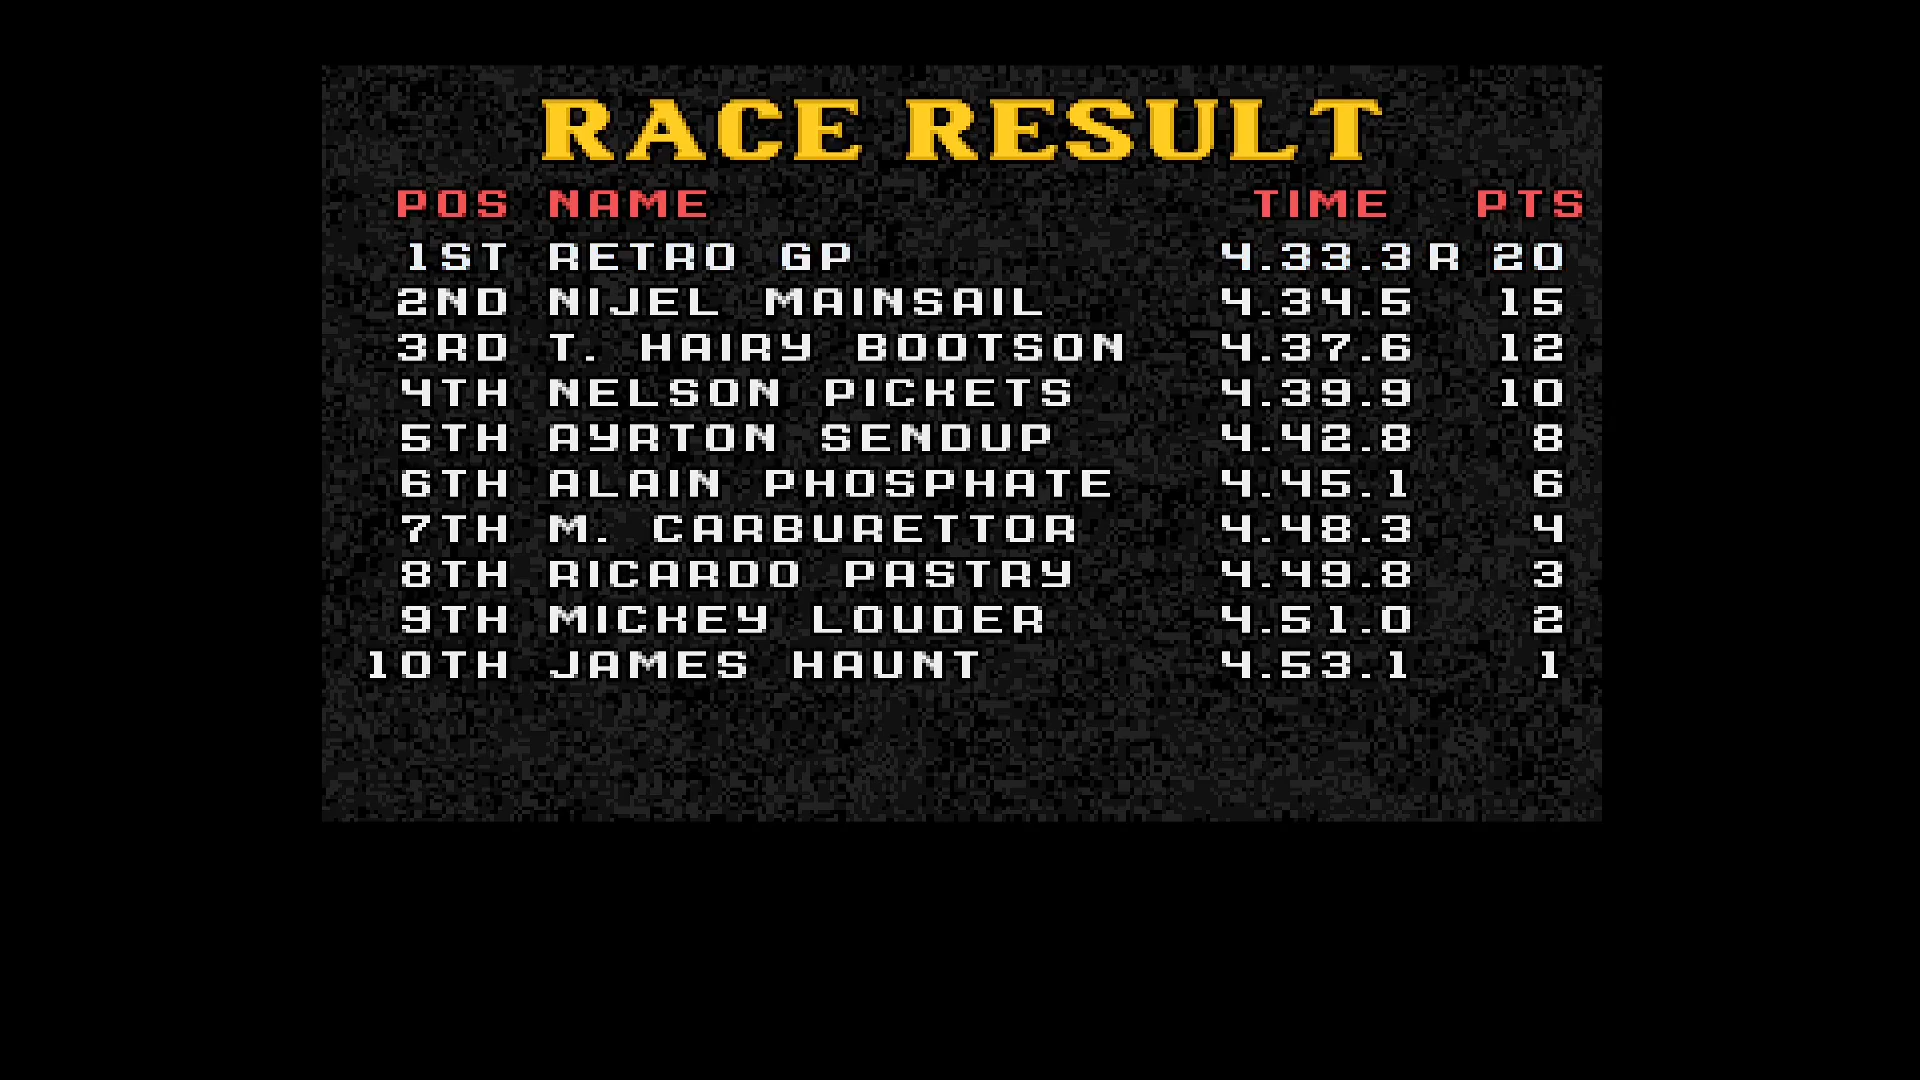 RACE RESULT
POS NAME TIME PTS
1ST RETRO GP 4.33.3 R 20
2ND NIJEL MAINSAIL 4.34.5 15
3RD T. HAIRY BOOTSON 4.37.6 12
4TH NELSON PICKETS 4.39.9 10
5TH AYRTON SENDUP 4.42.8 8
6TH ALAIN PHOSPHATE 4.45.1 6
7TH M. CARBURETTOR 4.48.3 4
8TH RICARDO PASTRY 4.49.8 3
9TH MICKEY LOUDER 4.51.0 2
10TH JAMES HAUNT 4.53.1 1